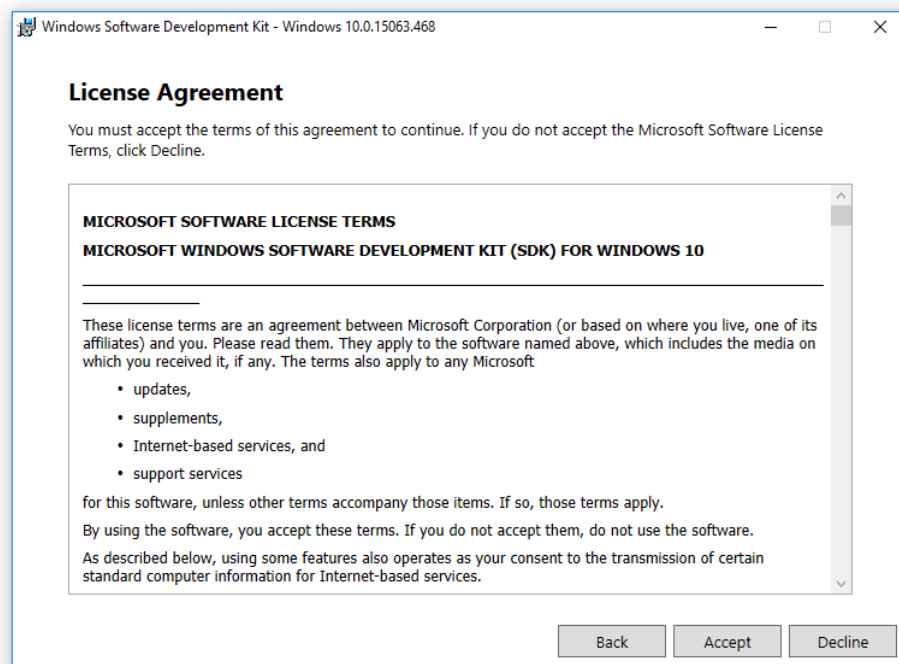 Windows Software Development Kit - Windows 10.0.15063.468
License Agreement
You must accept the terms of this agreement to continue. If you do not accept the Microsoft Software License
Terms, click Decline.
MICROSOFT SOFTWARE LICENSE TERMS
MICROSOFT WINDOWS SOFTWARE DEVELOPMENT KIT (SDK) FOR WINDOWS 10
These license terms are an agreement between Microsoft Corporation (or based on where you live, one of its
affiliates) and you. Please read them. They apply to the software named above, which includes the media on
which you received it, if any. The terms also apply to any Microsoft
• updates,
• supplements,
• Internet-based services, and
• support services
for this software, unless other terms accompany those items. If so, those terms apply.
By using the software, you accept these terms. If you do not accept them, do not use the software.
As described below, using some features also operates as your consent to the transmission of certain
standard computer information for Internet-based services.
Back Accept Decline